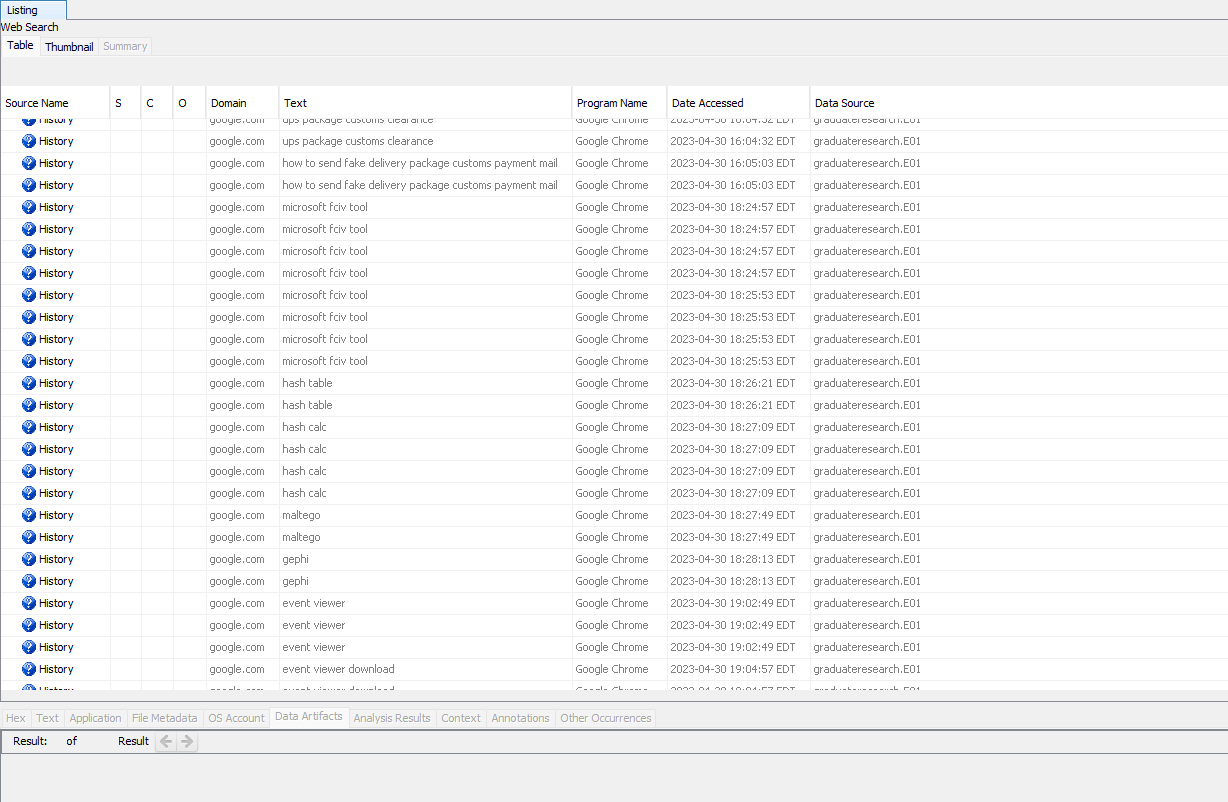 Listing
Web Search
Table Thumbnail Summary
Source Name S C O Domain Text Program Name Date Accessed Data Source
History google.com ups package customs clearance Google Chrome 2023-04-30 16:04:32 EDT graduateresearch.E01
History google.com ups package customs clearance Google Chrome 2023-04-30 16:04:32 EDT graduateresearch.E01
History google.com how to send fake delivery package customs payment mail Google Chrome 2023-04-30 16:05:03 EDT graduateresearch.E01
History google.com how to send fake delivery package customs payment mail Google Chrome 2023-04-30 16:05:03 EDT graduateresearch.E01
History google.com microsoft fciv tool Google Chrome 2023-04-30 18:24:57 EDT graduateresearch.E01
History google.com microsoft fciv tool Google Chrome 2023-04-30 18:24:57 EDT graduateresearch.E01
History google.com microsoft fciv tool Google Chrome 2023-04-30 18:24:57 EDT graduateresearch.E01
History google.com microsoft fciv tool Google Chrome 2023-04-30 18:24:57 EDT graduateresearch.E01
History google.com microsoft fciv tool Google Chrome 2023-04-30 18:25:53 EDT graduateresearch.E01
History google.com microsoft fciv tool Google Chrome 2023-04-30 18:25:53 EDT graduateresearch.E01
History google.com microsoft fciv tool Google Chrome 2023-04-30 18:25:53 EDT graduateresearch.E01
History google.com microsoft fciv tool Google Chrome 2023-04-30 18:25:53 EDT graduateresearch.E01
History google.com hash table Google Chrome 2023-04-30 18:26:21 EDT graduateresearch.E01
History google.com hash table Google Chrome 2023-04-30 18:26:21 EDT graduateresearch.E01
History google.com hash calc Google Chrome 2023-04-30 18:27:09 EDT graduateresearch.E01
History google.com hash calc Google Chrome 2023-04-30 18:27:09 EDT graduateresearch.E01
History google.com hash calc Google Chrome 2023-04-30 18:27:09 EDT graduateresearch.E01
History google.com hash calc Google Chrome 2023-04-30 18:27:09 EDT graduateresearch.E01
History google.com maltego Google Chrome 2023-04-30 18:27:49 EDT graduateresearch.E01
History google.com maltego Google Chrome 2023-04-30 18:27:49 EDT graduateresearch.E01
History google.com gephi Google Chrome 2023-04-30 18:28:13 EDT graduateresearch.E01
History google.com gephi Google Chrome 2023-04-30 18:28:13 EDT graduateresearch.E01
History google.com event viewer Google Chrome 2023-04-30 19:02:49 EDT graduateresearch.E01
History google.com event viewer Google Chrome 2023-04-30 19:02:49 EDT graduateresearch.E01
History google.com event viewer Google Chrome 2023-04-30 19:02:49 EDT graduateresearch.E01
History google.com event viewer download Google Chrome 2023-04-30 19:04:57 EDT graduateresearch.E01
Hex Text Application File Metadata OS Account Data Artifacts Analysis Results Context Annotations Other Occurrences
Result: of Result